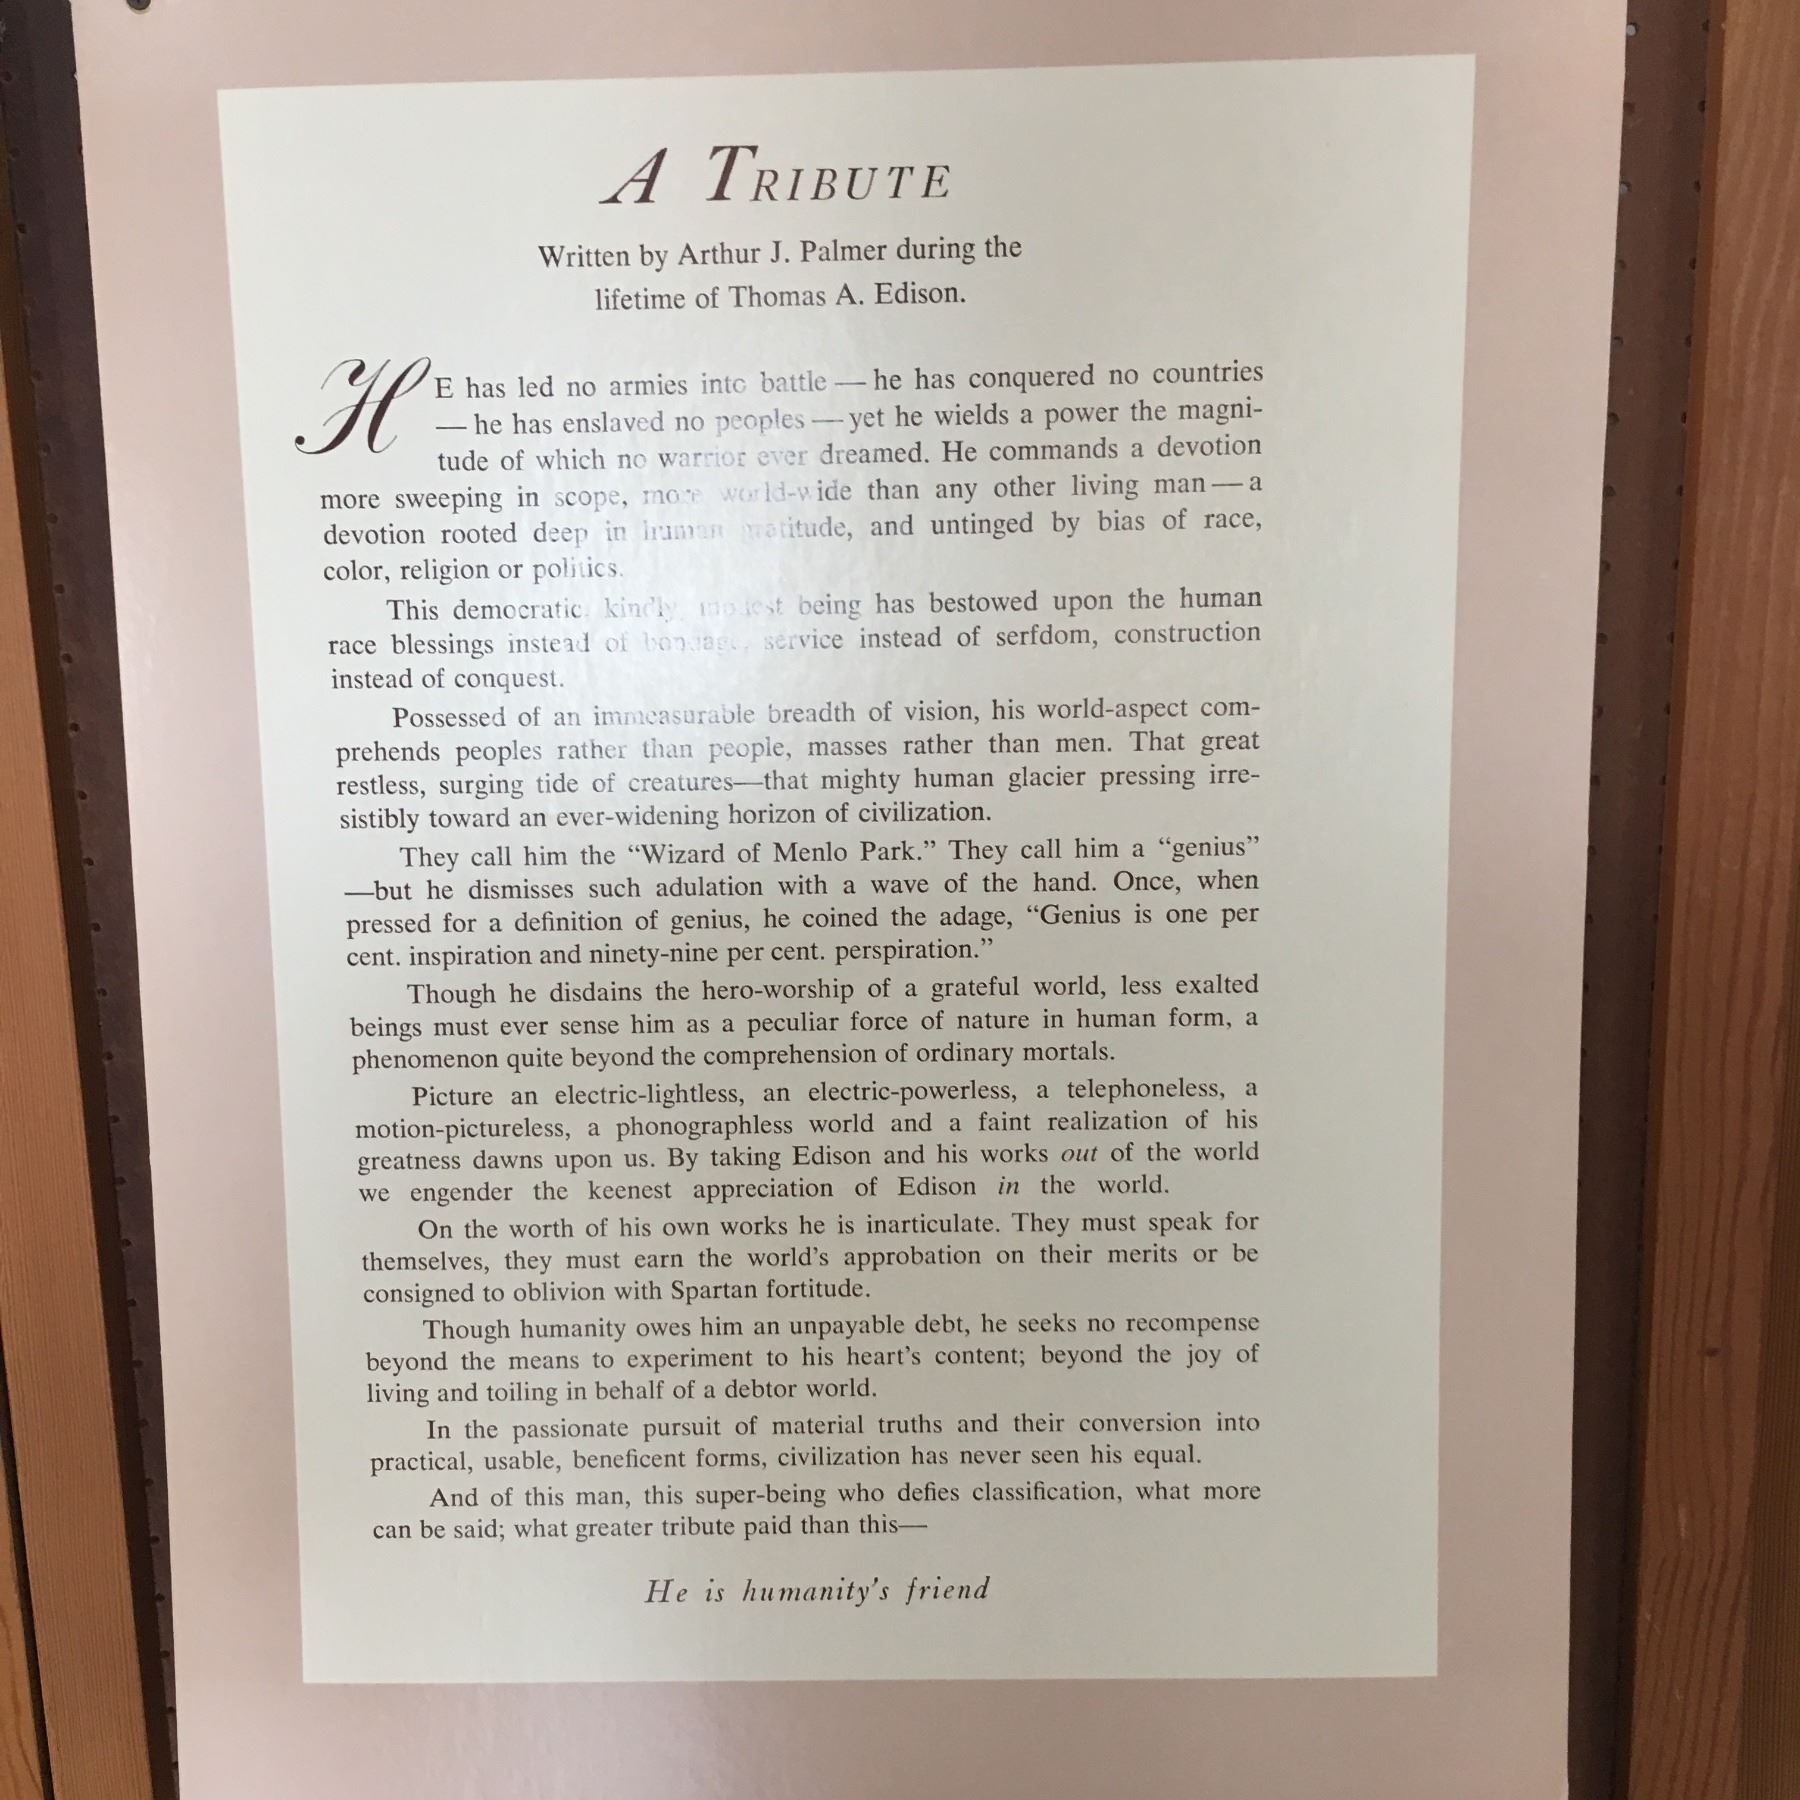 A TRIBUTE
Written by Arthur J. Palmer during the
lifetime of Thomas A. Edison.
HE has led no armies into battle — he has conquered no countries
— he has enslaved no peoples — yet he wields a power the magni-
tude of which no warrior ever dreamed. He commands a devotion
more sweeping in scope, more world-wide than any other living man — a
devotion rooted deep in human gratitude, and untinged by bias of race,
color, religion or politics.
This democratic, kindly, modest being has bestowed upon the human
race blessings instead of bondage, service instead of serfdom, construction
instead of conquest.
Possessed of an immeasurable breadth of vision, his world-aspect com-
prehends peoples rather than people, masses rather than men. That great
restless, surging tide of creatures—that mighty human glacier pressing irre-
sistibly toward an ever-widening horizon of civilization.
They call him the “Wizard of Menlo Park.” They call him a “genius”
—but he dismisses such adulation with a wave of the hand. Once, when
pressed for a definition of genius, he coined the adage, “Genius is one per
cent. inspiration and ninety-nine per cent. perspiration.”
Though he disdains the hero-worship of a grateful world, less exalted
beings must ever sense him as a peculiar force of nature in human form, a
phenomenon quite beyond the comprehension of ordinary mortals.
Picture an electric-lightless, an electric-powerless, a telephoneless, a
motion-pictureless, a phonographless world and a faint realization of his
greatness dawns upon us. By taking Edison and his works out of the world
we engender the keenest appreciation of Edison in the world.
On the worth of his own works he is inarticulate. They must speak for
themselves, they must earn the world’s approbation on their merits or be
consigned to oblivion with Spartan fortitude.
Though humanity owes him an unpayable debt, he seeks no recompense
beyond the means to experiment to his heart’s content; beyond the joy of
living and toiling in behalf of a debtor world.
In the passionate pursuit of material truths and their conversion into
practical, usable, beneficent forms, civilization has never seen his equal.
And of this man, this super-being who defies classification, what more
can be said; what greater tribute paid than this—
He is humanity’s friend